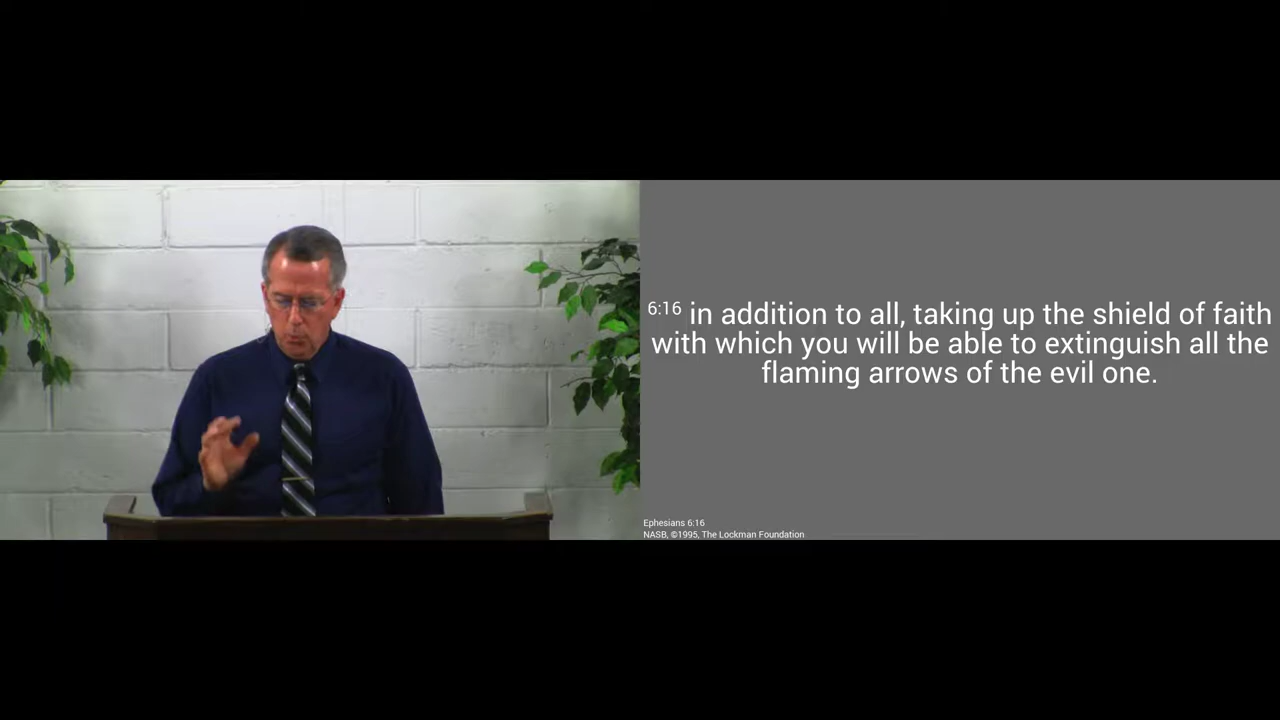 6:16 in addition to all, taking up the shield of faith
with which you will be able to extinguish all the
flaming arrows of the evil one.
Ephesians 6:16
NASB, ©1995, The Lockman Foundation